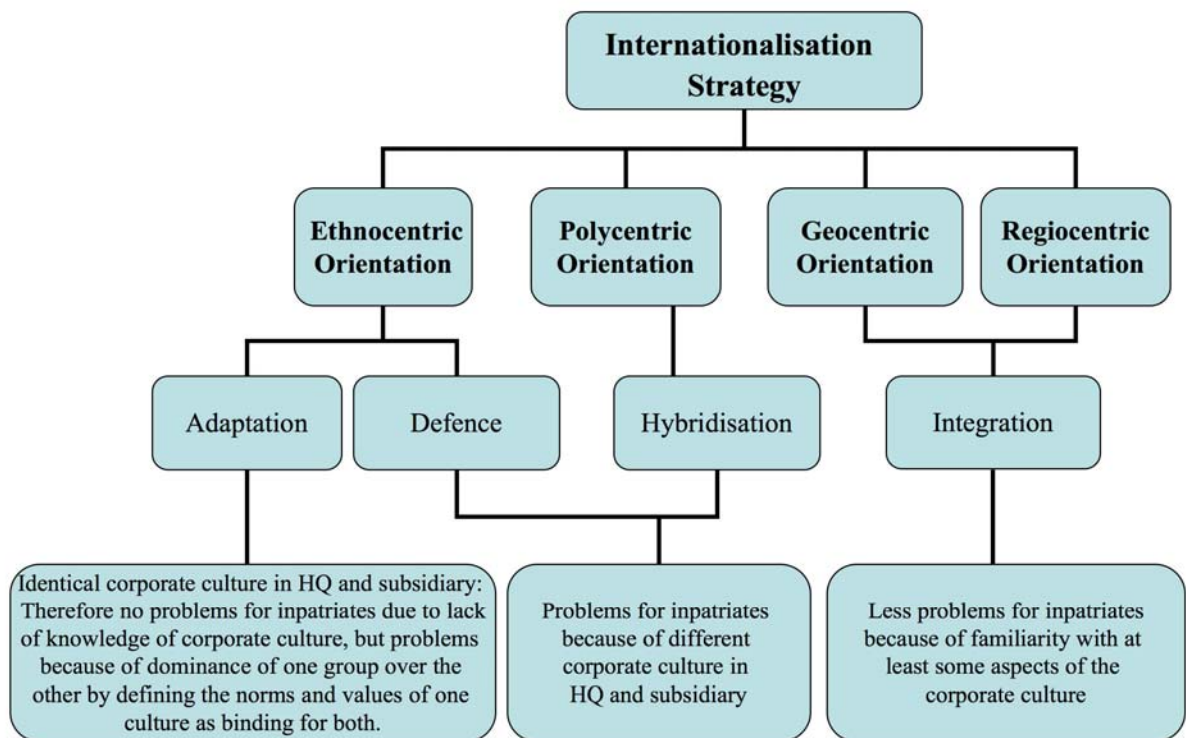 Internationalisation
Strategy
Ethnocentric
Orientation
Polycentric
Orientation
Geocentric
Orientation
Regiocentric
Orientation
Adaptation
Defence
Hybridisation
Integration
Identical corporate culture in HQ and subsidiary:
Therefore no problems for inpatriates due to lack
of knowledge of corporate culture, but problems
because of dominance of one group over the
other by defining the norms and values of one
culture as binding for both.
Problems for inpatriates
because of different
corporate culture in
HQ and subsidiary
Less problems for inpatriates
because of familiarity with at
least some aspects of the
corporate culture